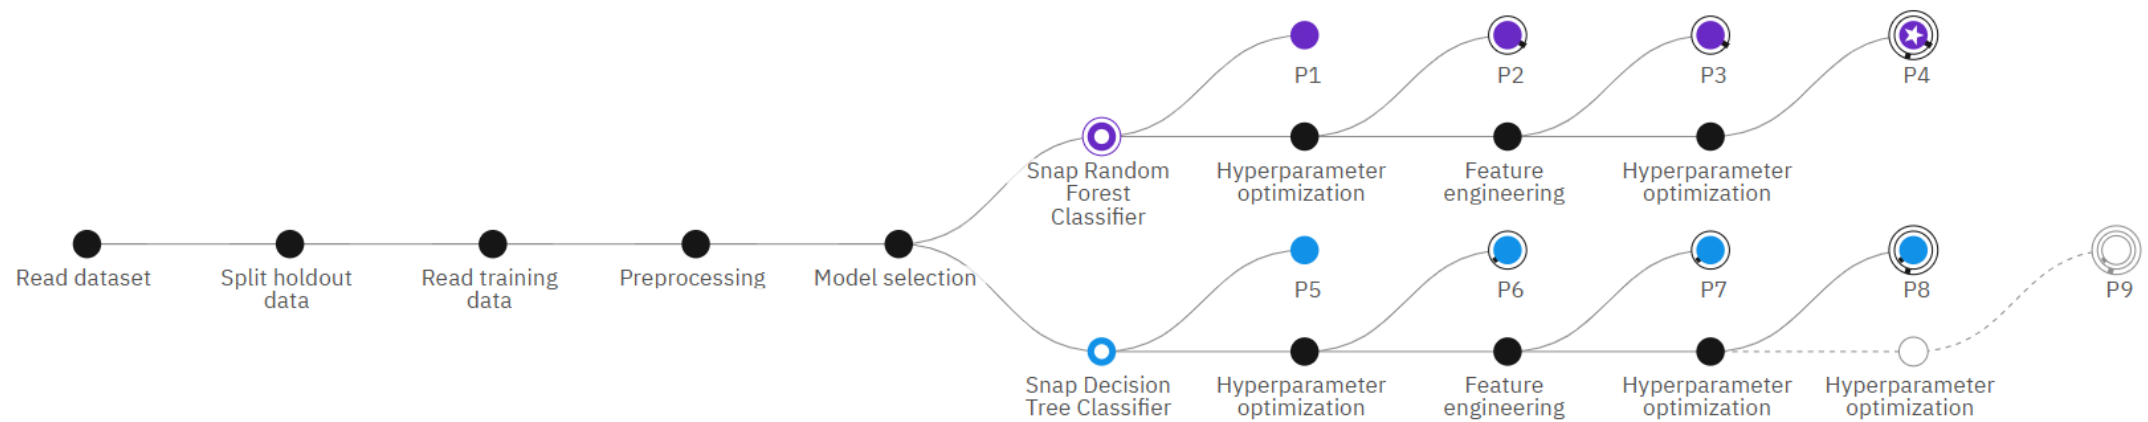 P1
P2
P3
P4
Snap Random
Forest
Classifier
Hyperparameter
optimization
Feature
engineering
Hyperparameter
optimization
Read dataset
Split holdout
data
Read training
data
Preprocessing
Model selection
P5
P6
P7
P8
P9
Snap Decision
Tree Classifier
Hyperparameter
optimization
Feature
engineering
Hyperparameter
optimization
Hyperparameter
optimization